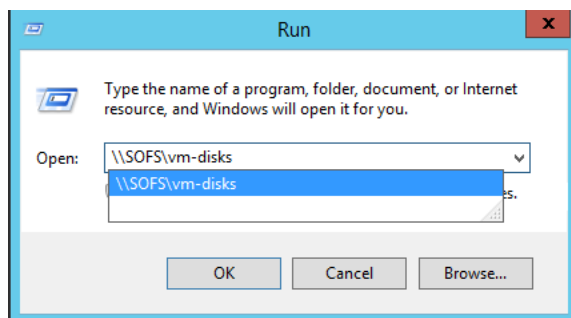 Run
x
Type the name of a program, folder, document, or Internet
resource, and Windows will open it for you.
Open: \\SOFS\vm-disks
\\SOFS\vm-disks
OK Cancel Browse...